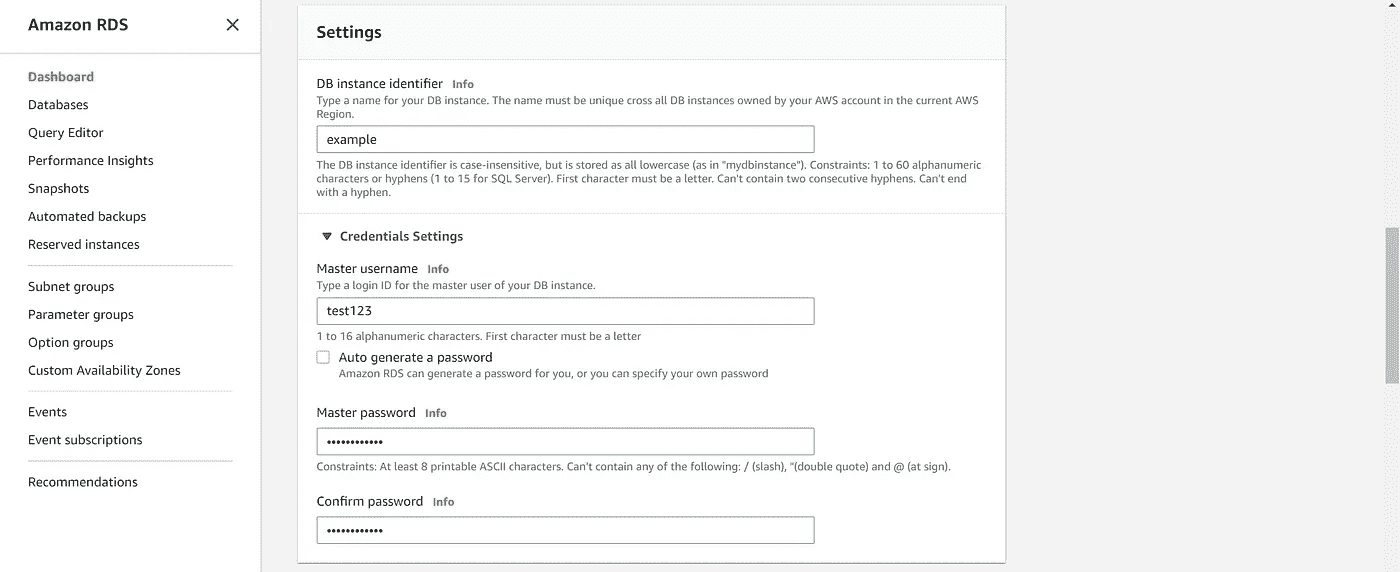 Amazon RDS
Dashboard
Databases
Query Editor
Performance Insights
Snapshots
Automated backups
Reserved instances
Subnet groups
Parameter groups
Option groups
Custom Availability Zones
Events
Event subscriptions
Recommendations
Settings
DB instance identifier Info
Type a name for your DB instance. The name must be unique cross all DB instances owned by your AWS account in the current AWS
Region.
example
The DB instance identifier is case-insensitive, but is stored as all lowercase (as in "mydbinstance"). Constraints: 1 to 60 alphanumeric
characters or hyphens (1 to 15 for SQL Server). First character must be a letter. Can't contain two consecutive hyphens. Can't end
with a hyphen.
Credentials Settings
Master username Info
Type a login ID for the master user of your DB instance.
test123
1 to 16 alphanumeric characters. First character must be a letter
Auto generate a password
Amazon RDS can generate a password for you, or you can specify your own password
Master password Info
••••••••••••
Constraints: At least 8 printable ASCII characters. Can't contain any of the following: / (slash), "(double quote) and @ (at sign).
Confirm password Info
••••••••••••